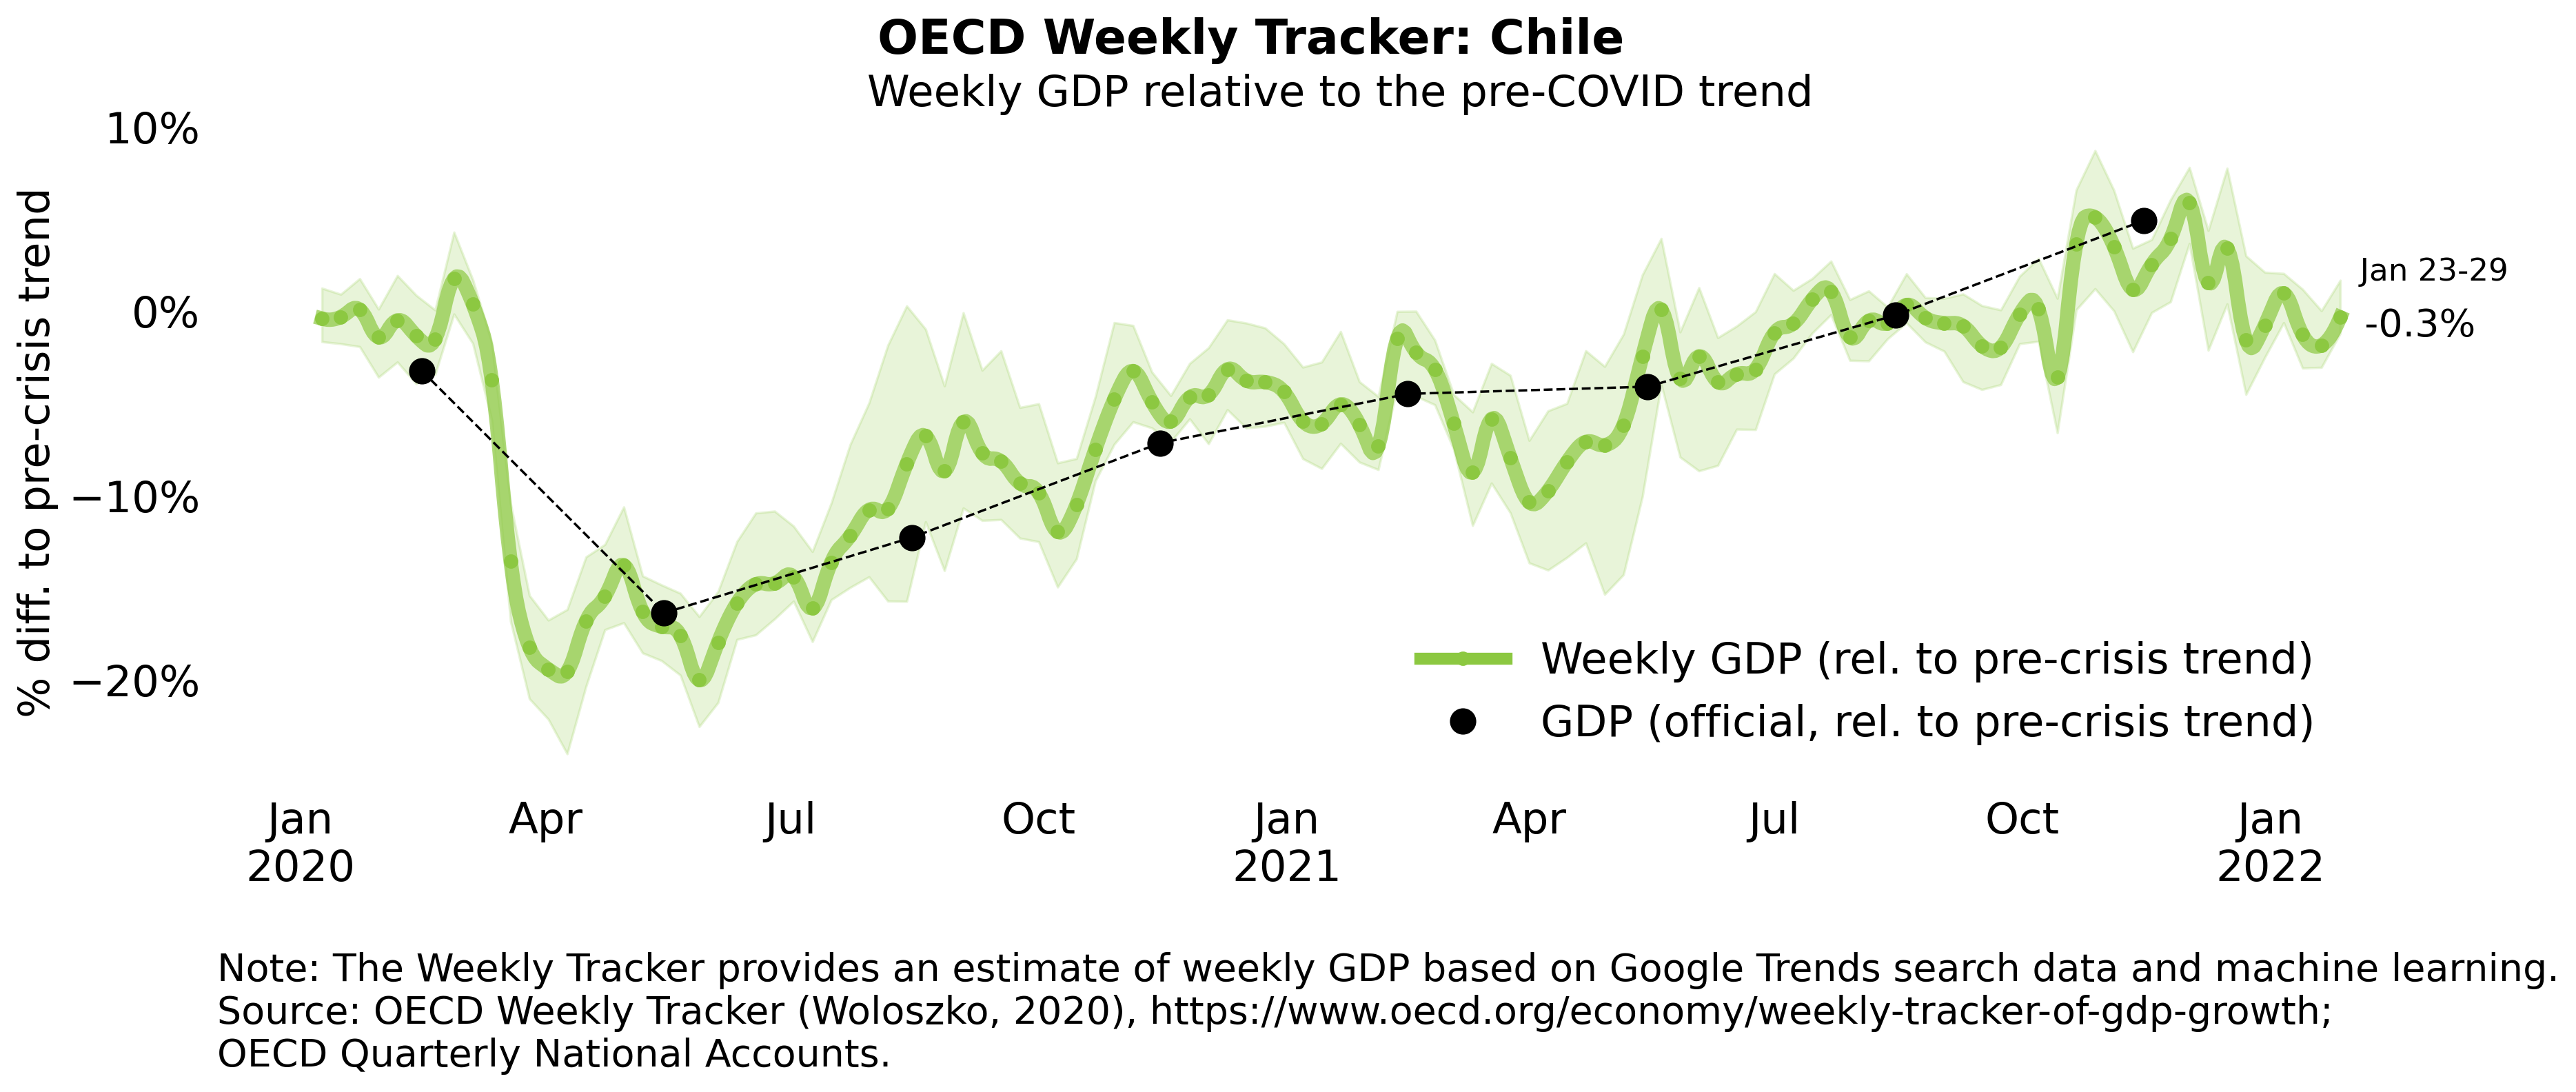 OECD Weekly Tracker: Chile
Weekly GDP relative to the pre-COVID trend
% diff. to pre-crisis trend
10%
0%
−10%
−20%
Jan 23-29
-0.3%
Weekly GDP (rel. to pre-crisis trend)
GDP (official, rel. to pre-crisis trend)
Jan Apr Jul Oct Jan Apr Jul Oct Jan
2020 2021 2022
Note: The Weekly Tracker provides an estimate of weekly GDP based on Google Trends search data and machine learning.
Source: OECD Weekly Tracker (Woloszko, 2020), https://www.oecd.org/economy/weekly-tracker-of-gdp-growth;
OECD Quarterly National Accounts.